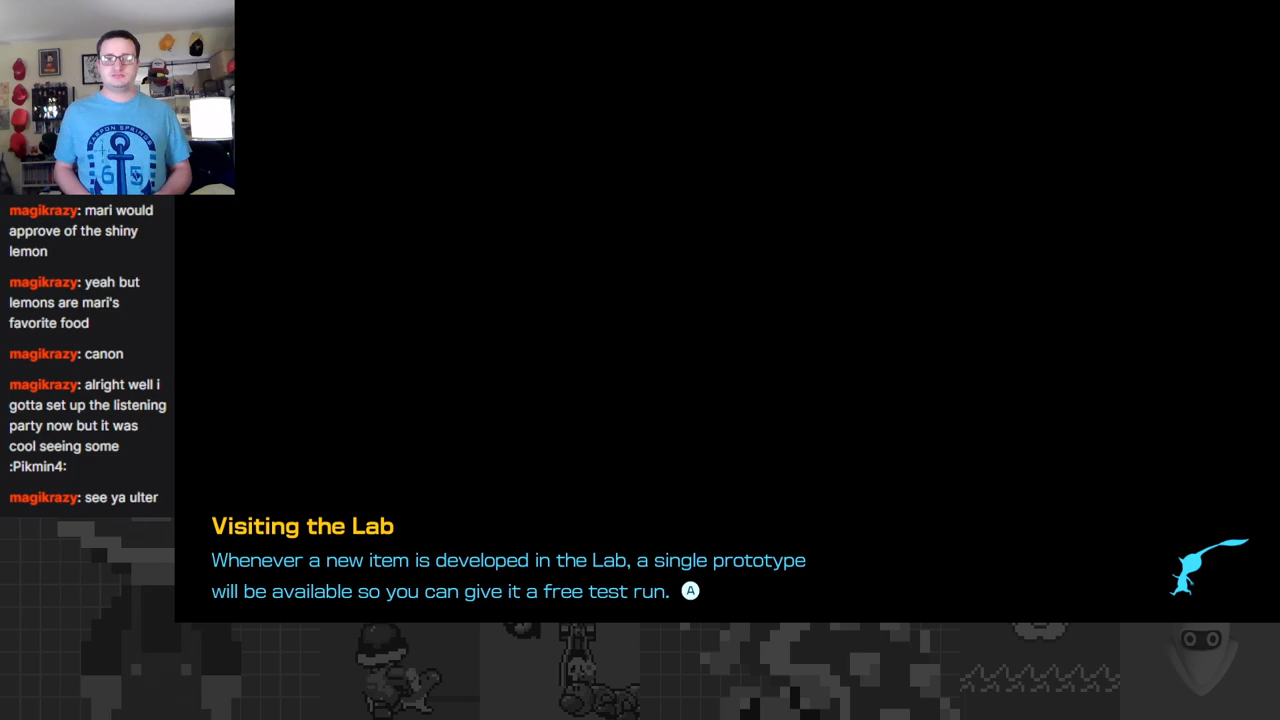 TARPON SPRINGS
65
magikrazy: mari would
approve of the shiny
lemon
magikrazy: yeah but
lemons are mari's
favorite food
magikrazy: canon
magikrazy: alright well i
gotta set up the listening
party now but it was
cool seeing some
:Pikmin4:
magikrazy: see ya ulter
Visiting the Lab
Whenever a new item is developed in the Lab, a single prototype
will be available so you can give it a free test run. A